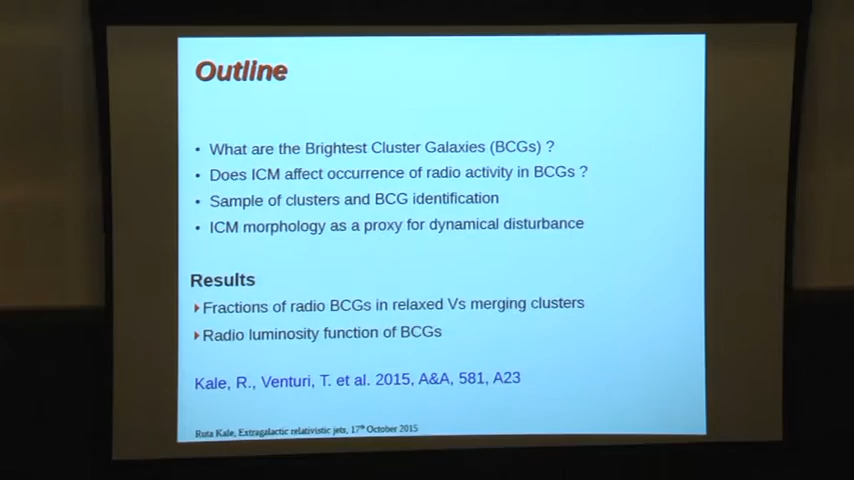 Outline
• What are the Brightest Cluster Galaxies (BCGs) ?
• Does ICM affect occurrence of radio activity in BCGs ?
• Sample of clusters and BCG identification
• ICM morphology as a proxy for dynamical disturbance
Results
Fractions of radio BCGs in relaxed Vs merging clusters
Radio luminosity function of BCGs
Kale, R., Venturi, T. et al. 2015, A&A, 581, A23
Ruta Kale, Extragalactic relativistic jets, 17th October 2015